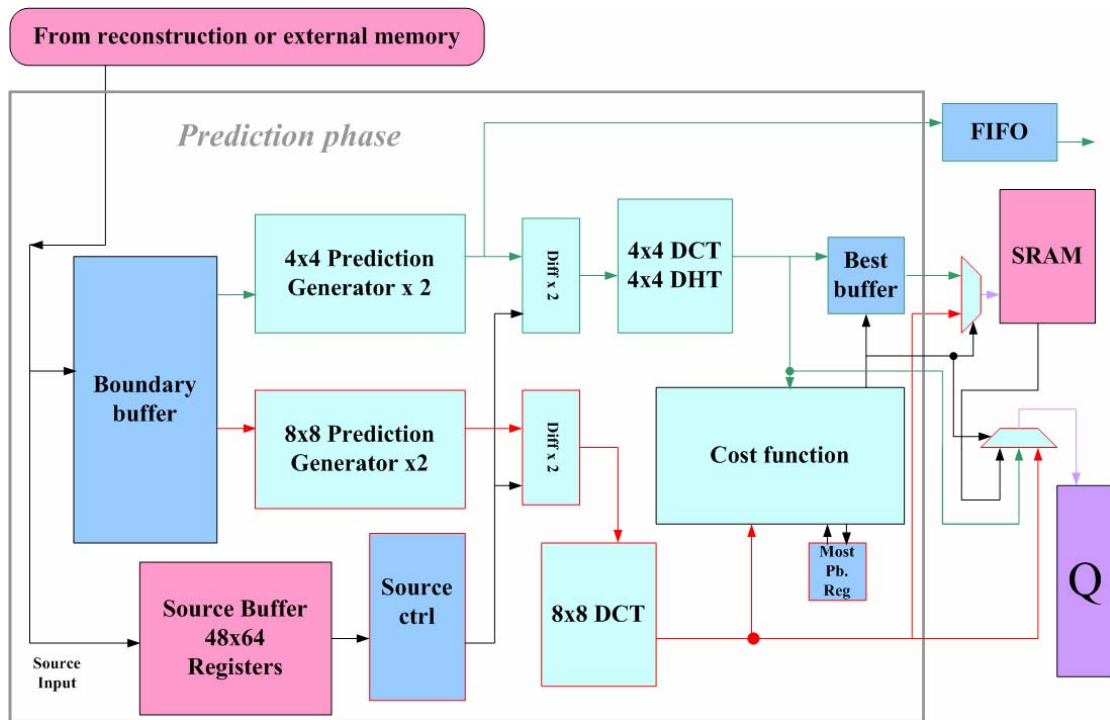 From reconstruction or external memory
Prediction phase
FIFO
SRAM
4x4 Prediction
Generator x 2
Diff x 2
4x4 DCT
4x4 DHT
Best
buffer
Boundary
buffer
8x8 Prediction
Generator x2
Diff x 2
Cost function
Most
Pb.
Reg
Q
Source Buffer
48x64
Registers
Source
ctrl
8x8 DCT
Source
Input